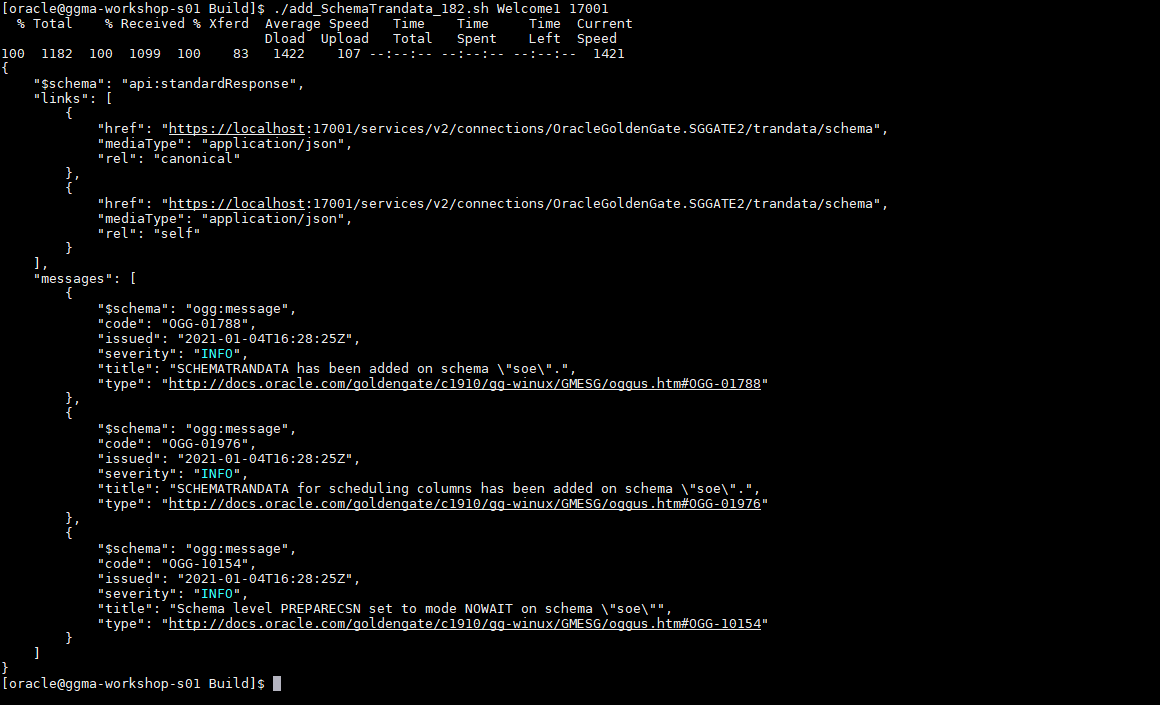 [oracle@ggma-workshop-s01 Build]$ ./add_SchemaTrandata_182.sh Welcome1 17001
  % Total    % Received % Xferd  Average Speed   Time    Time     Time  Current
                                 Dload  Upload   Total   Spent    Left  Speed
100  1182  100  1099  100    83   1422    107 --:--:-- --:--:-- --:--:--  1421
{
    "$schema": "api:standardResponse",
    "links": [
        {
            "href": "https://localhost:17001/services/v2/connections/OracleGoldenGate.SGGATE2/trandata/schema",
            "mediaType": "application/json",
            "rel": "canonical"
        },
        {
            "href": "https://localhost:17001/services/v2/connections/OracleGoldenGate.SGGATE2/trandata/schema",
            "mediaType": "application/json",
            "rel": "self"
        }
    ],
    "messages": [
        {
            "$schema": "ogg:message",
            "code": "OGG-01788",
            "issued": "2021-01-04T16:28:25Z",
            "severity": "INFO",
            "title": "SCHEMATRANDATA has been added on schema \"soe\".",
            "type": "http://docs.oracle.com/goldengate/c1910/gg-winux/GMESG/oggus.htm#OGG-01788"
        },
        {
            "$schema": "ogg:message",
            "code": "OGG-01976",
            "issued": "2021-01-04T16:28:25Z",
            "severity": "INFO",
            "title": "SCHEMATRANDATA for scheduling columns has been added on schema \"soe\".",
            "type": "http://docs.oracle.com/goldengate/c1910/gg-winux/GMESG/oggus.htm#OGG-01976"
        },
        {
            "$schema": "ogg:message",
            "code": "OGG-10154",
            "issued": "2021-01-04T16:28:25Z",
            "severity": "INFO",
            "title": "Schema level PREPARECSN set to mode NOWAIT on schema \"soe\"",
            "type": "http://docs.oracle.com/goldengate/c1910/gg-winux/GMESG/oggus.htm#OGG-10154"
        }
    ]
}
[oracle@ggma-workshop-s01 Build]$